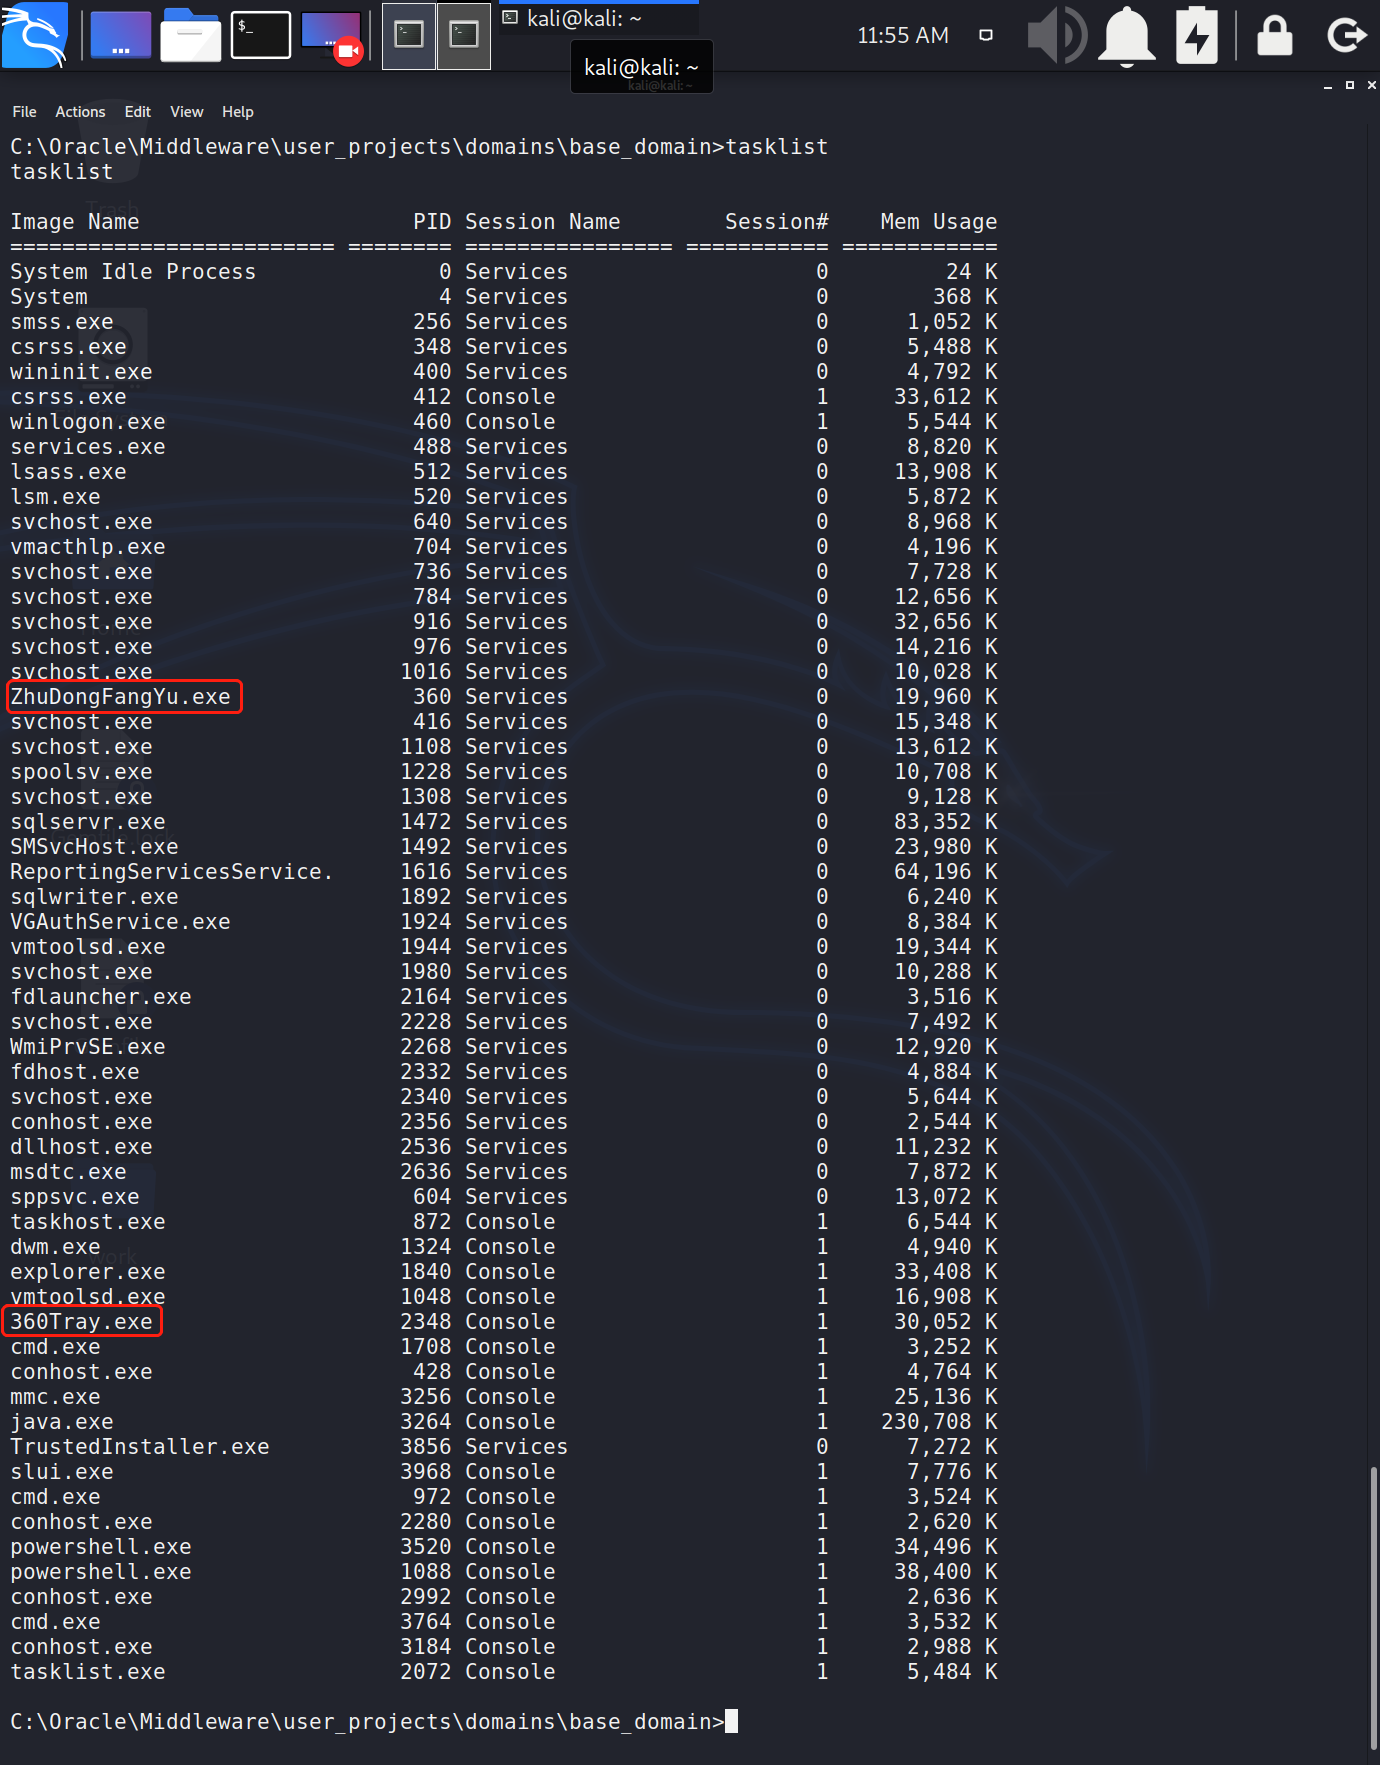 kali@kali: ~
11:55 AM
kali@kali: ~
kali@kali: ~
File Actions Edit View Help
C:\Oracle\Middleware\user_projects\domains\base_domain>tasklist
tasklist
Image Name PID Session Name Session# Mem Usage
========================= ======== ================ =========== ============
System Idle Process 0 Services 0 24 K
System 4 Services 0 368 K
smss.exe 256 Services 0 1,052 K
csrss.exe 348 Services 0 5,488 K
wininit.exe 400 Services 0 4,792 K
csrss.exe 412 Console 1 33,612 K
winlogon.exe 460 Console 1 5,544 K
services.exe 488 Services 0 8,820 K
lsass.exe 512 Services 0 13,908 K
lsm.exe 520 Services 0 5,872 K
svchost.exe 640 Services 0 8,968 K
vmacthlp.exe 704 Services 0 4,196 K
svchost.exe 736 Services 0 7,728 K
svchost.exe 784 Services 0 12,656 K
svchost.exe 916 Services 0 32,656 K
svchost.exe 976 Services 0 14,216 K
svchost.exe 1016 Services 0 10,028 K
ZhuDongFangYu.exe 360 Services 0 19,960 K
svchost.exe 416 Services 0 15,348 K
svchost.exe 1108 Services 0 13,612 K
spoolsv.exe 1228 Services 0 10,708 K
svchost.exe 1308 Services 0 9,128 K
sqlservr.exe 1472 Services 0 83,352 K
SMSvcHost.exe 1492 Services 0 23,980 K
ReportingServicesService. 1616 Services 0 64,196 K
sqlwriter.exe 1892 Services 0 6,240 K
VGAuthService.exe 1924 Services 0 8,384 K
vmtoolsd.exe 1944 Services 0 19,344 K
svchost.exe 1980 Services 0 10,288 K
fdlauncher.exe 2164 Services 0 3,516 K
svchost.exe 2228 Services 0 7,492 K
WmiPrvSE.exe 2268 Services 0 12,920 K
fdhost.exe 2332 Services 0 4,884 K
svchost.exe 2340 Services 0 5,644 K
conhost.exe 2356 Services 0 2,544 K
dllhost.exe 2536 Services 0 11,232 K
msdtc.exe 2636 Services 0 7,872 K
sppsvc.exe 604 Services 0 13,072 K
taskhost.exe 872 Console 1 6,544 K
dwm.exe 1324 Console 1 4,940 K
explorer.exe 1840 Console 1 33,408 K
vmtoolsd.exe 1048 Console 1 16,908 K
360Tray.exe 2348 Console 1 30,052 K
cmd.exe 1708 Console 1 3,252 K
conhost.exe 428 Console 1 4,764 K
mmc.exe 3256 Console 1 25,136 K
java.exe 3264 Console 1 230,708 K
TrustedInstaller.exe 3856 Services 0 7,272 K
slui.exe 3968 Console 1 7,776 K
cmd.exe 972 Console 1 3,524 K
conhost.exe 2280 Console 1 2,620 K
powershell.exe 3520 Console 1 34,496 K
powershell.exe 1088 Console 1 38,400 K
conhost.exe 2992 Console 1 2,636 K
cmd.exe 3764 Console 1 3,532 K
conhost.exe 3184 Console 1 2,988 K
tasklist.exe 2072 Console 1 5,484 K
C:\Oracle\Middleware\user_projects\domains\base_domain>